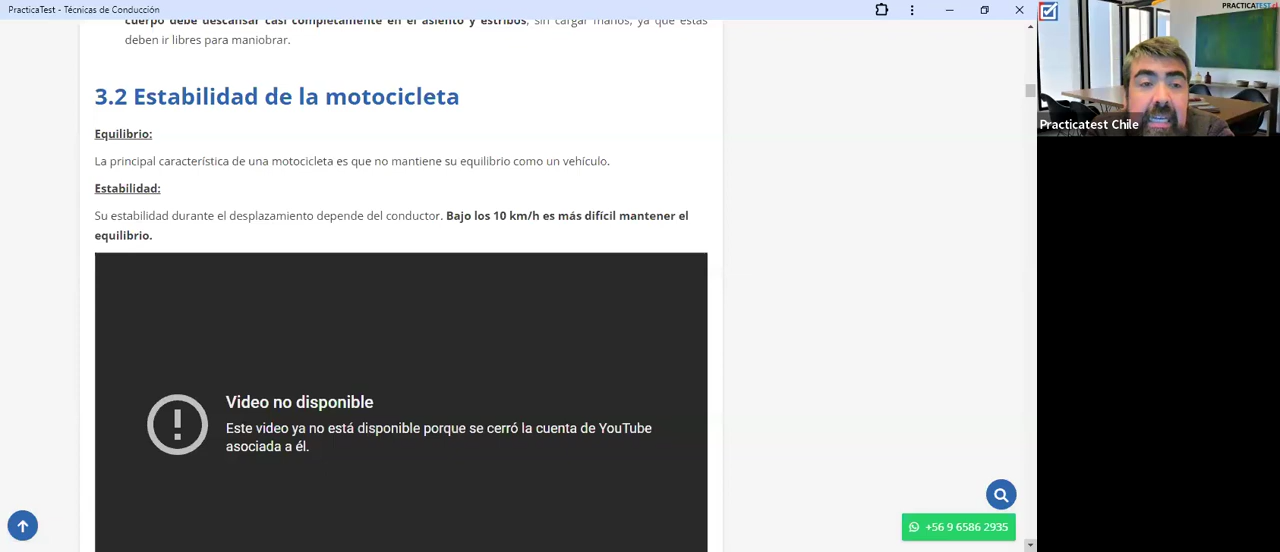 PracticaTest - Técnicas de Conducción
PRACTICATEST.cl
cuerpo debe descansar casi completamente en el asiento y estribos, sin cargar manos, ya que estas
deben ir libres para maniobrar.
3.2 Estabilidad de la motocicleta
Practicatest Chile
Equilibrio:
La principal característica de una motocicleta es que no mantiene su equilibrio como un vehículo.
Estabilidad:
Su estabilidad durante el desplazamiento depende del conductor. Bajo los 10 km/h es más difícil mantener el
equilibrio.
Video no disponible
Este video ya no está disponible porque se cerró la cuenta de YouTube
asociada a él.
+56 9 6586 2935